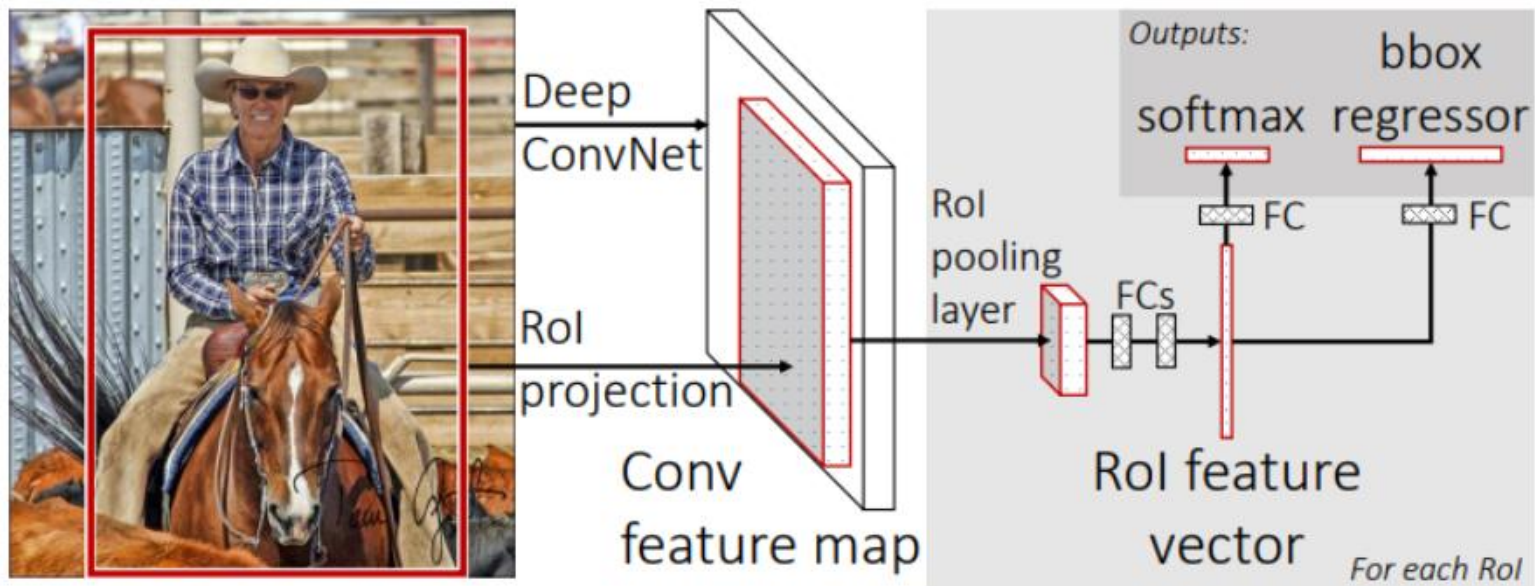 Deep
ConvNet
RoI
projection
Conv
feature map
RoI
pooling
layer
FCs
RoI feature
vector
Outputs:
softmax
bbox
regressor
FC
FC
For each RoI